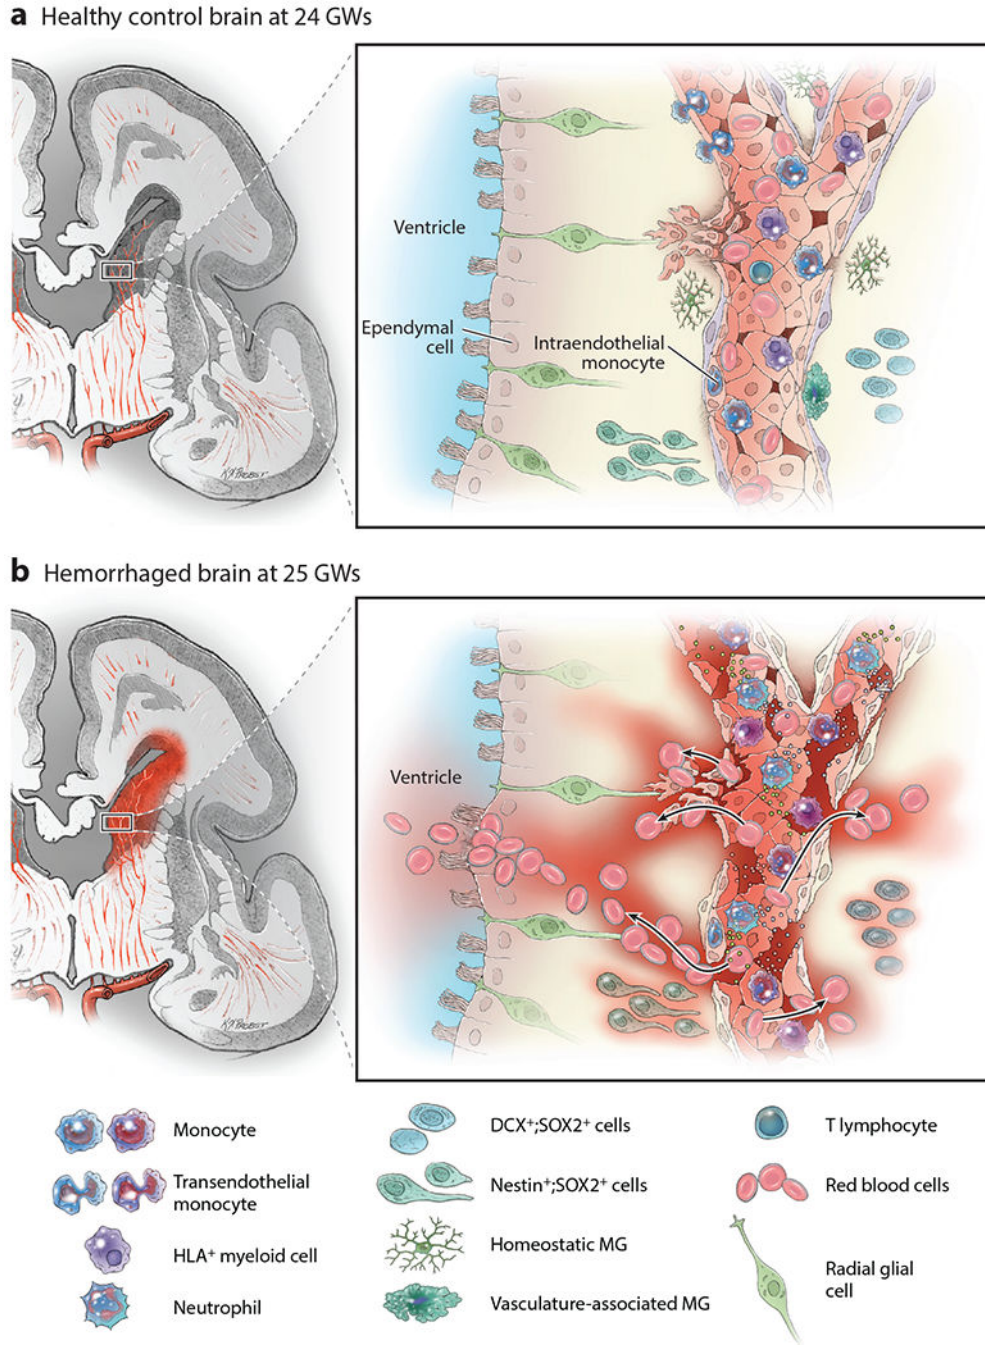 a Healthy control brain at 24 GWs
Ventricle
Ependymal
cell
Intraendothelial
monocyte
b Hemorrhaged brain at 25 GWs
Ventricle
Monocyte
Transendothelial
monocyte
HLA⁺ myeloid cell
Neutrophil
DCX⁺;SOX2⁺ cells
Nestin⁺;SOX2⁺ cells
Homeostatic MG
Vasculature-associated MG
T lymphocyte
Red blood cells
Radial glial
cell